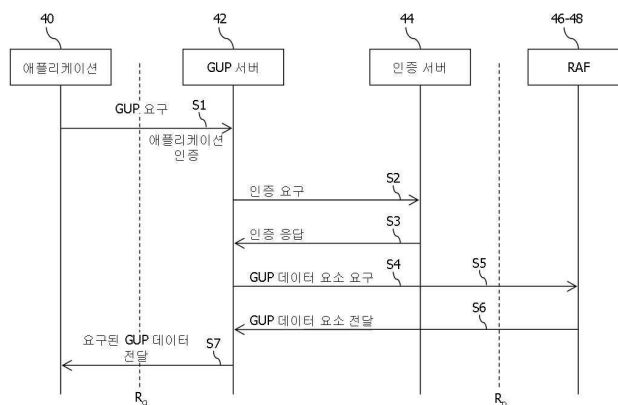 40
42
44
46-48
애플리케이션
GUP 서버
인증 서버
RAF
GUP 요구
S1
애플리케이션
인증
인증 요구
S2
인증 응답
S3
GUP 데이터 요소 요구
S4
S5
GUP 데이터 요소 전달
S6
요구된 GUP 데이터
전달
S7
Rg
Rp